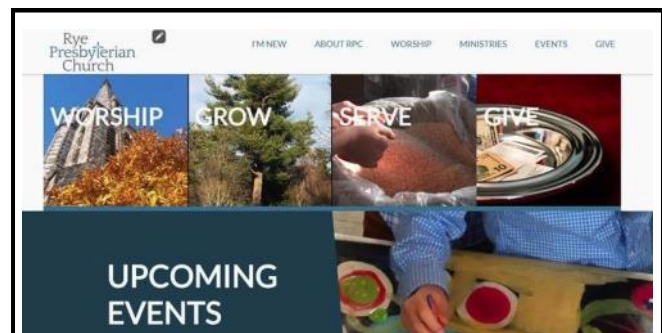 Rye
Presbyterian
Church
I'M NEW
ABOUT RPC
WORSHIP
MINISTRIES
EVENTS
GIVE
WORSHIP
GROW
SERVE
GIVE
UPCOMING
EVENTS